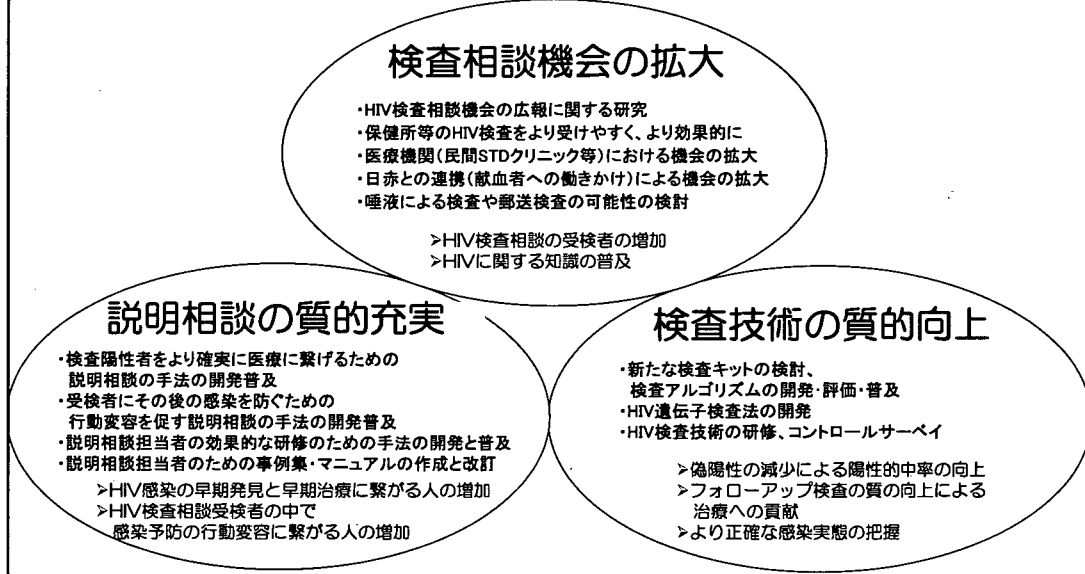 検査相談機会の拡大
・HIV検査相談機会の広報に関する研究
・保健所等のHIV検査をより受けやすく、より効果的に
・医療機関(民間STDクリニック等)における機会の拡大
・日赤との連携(献血者への働きかけ)による機会の拡大
・唾液による検査や郵送検査の可能性の検討
➢HIV検査相談の受検者の増加
➢HIVに関する知識の普及
説明相談の質的充実
・検査陽性者をより確実に医療に繋げるための
説明相談の手法の開発普及
・受検者にその後の感染を防ぐための
行動変容を促す説明相談の手法の開発普及
・説明相談担当者の効果的な研修のための手法の開発と普及
・説明相談担当者のための事例集・マニュアルの作成と改訂
➢HIV感染の早期発見と早期治療に繋がる人の増加
➢HIV検査相談受検者の中で
感染予防の行動変容に繋がる人の増加
検査技術の質的向上
・新たな検査キットの検討、
検査アルゴリズムの開発・評価・普及
・HIV遺伝子検査法の開発
・HIV検査技術の研修、コントロールサーベイ
➢偽陽性の減少による陽性的中率の向上
➢フォローアップ検査の質の向上による
治療への貢献
➢より正確な感染実態の把握